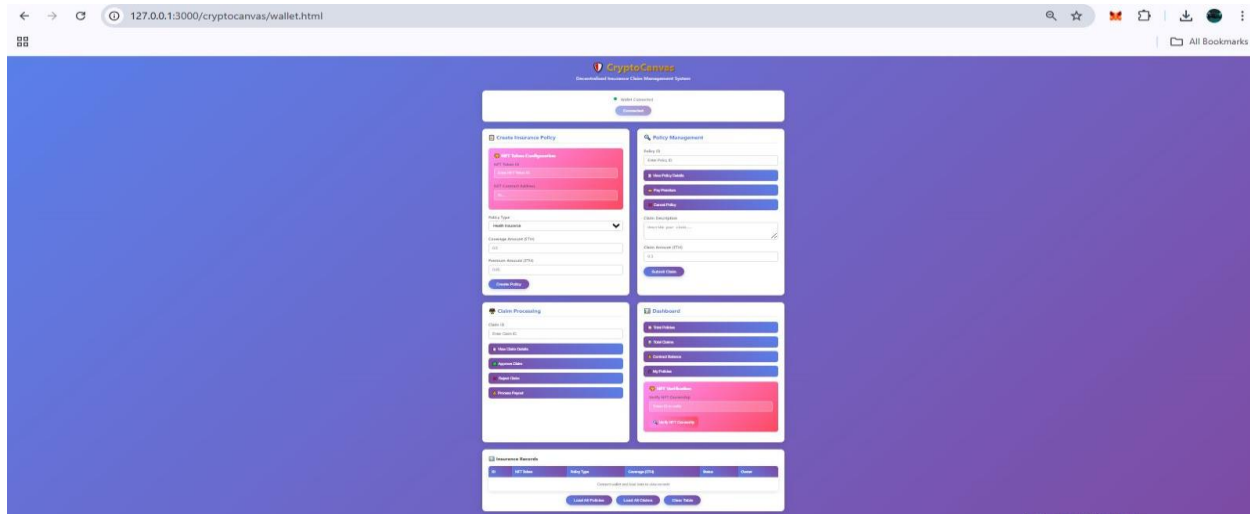 127.0.0.1:3000/cryptocanvas/wallet.html
All Bookmarks
CryptoCanvas
Decentralized Insurance Claim Management System
Wallet Connected
Connected
Create Insurance Policy
NFT Token Configuration
NFT Token Id
NFT Contract Address
Policy Type
Health Insurance
Coverage Amount (ETH)
Premium Amount (ETH)
Create Policy
Policy Management
Policy ID
Enter Policy ID
View Policy Details
Pay Premium
Cancel Policy
Claim Description
Describe your claim...
Claim Amount (ETH)
Submit Claim
Claim Processing
Claim ID
Enter Claim ID
View Claim Details
Approve Claim
Reject Claim
Process Payout
Dashboard
Total Policies
Total Claims
Contract Balance
My Policies
NFT Verification
Verify NFT Ownership
Verify NFT Ownership
Insurance Records
ID NFT Token Policy Type Coverage (ETH) Status Owner
Load All Policies Load All Claims Clear Table